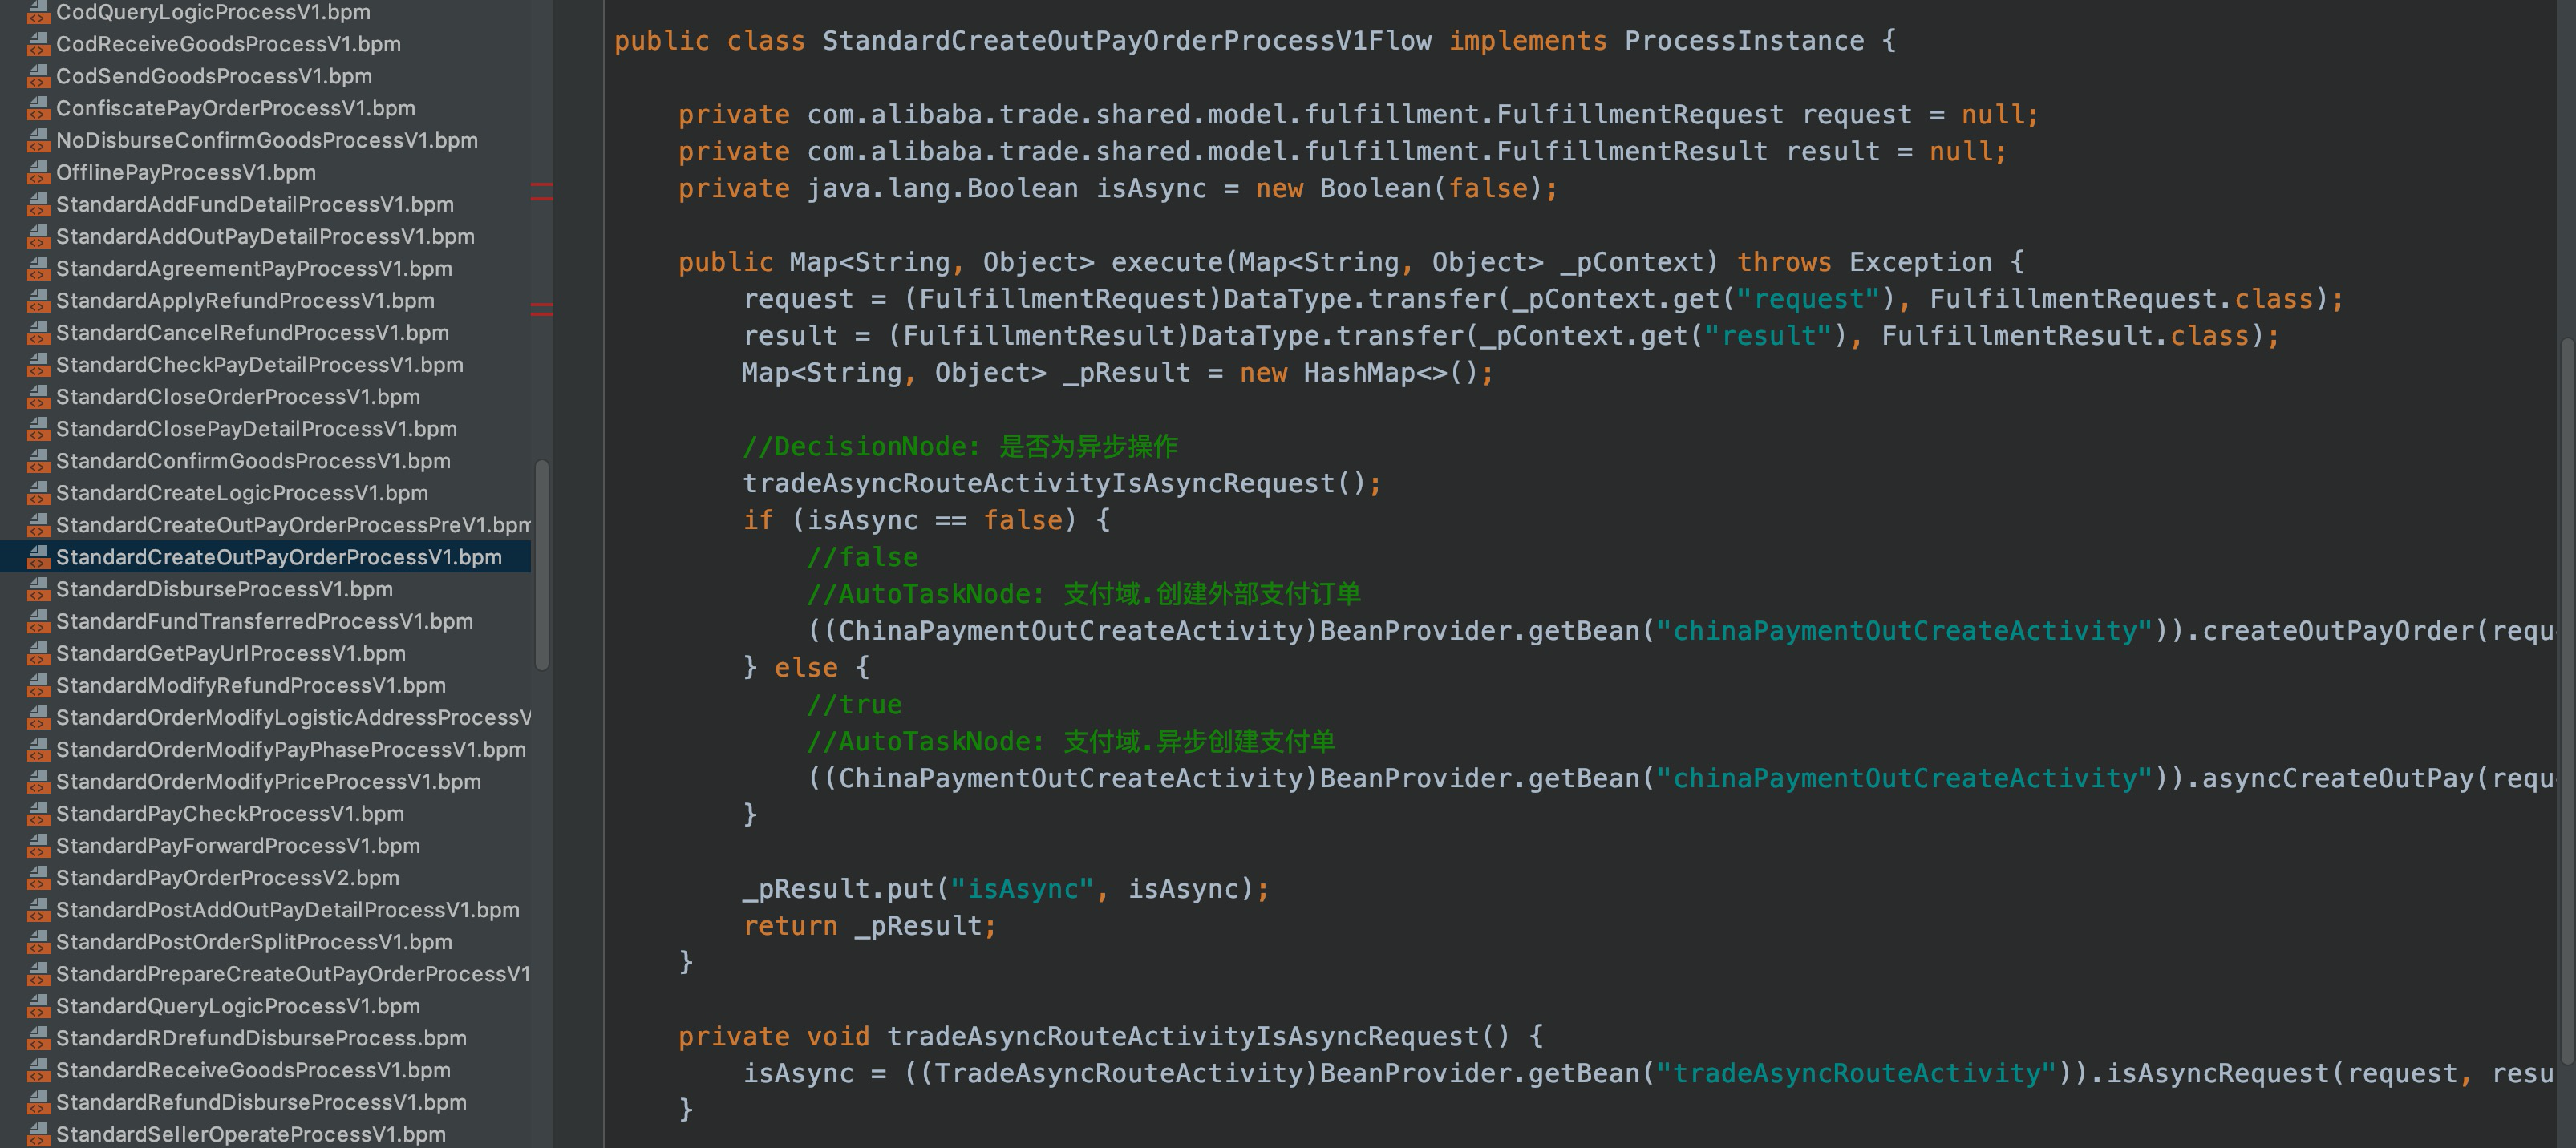 CodQueryLogicProcessV1.bpm
CodReceiveGoodsProcessV1.bpm
CodSendGoodsProcessV1.bpm
ConfiscatePayOrderProcessV1.bpm
NoDisburseConfirmGoodsProcessV1.bpm
OfflinePayProcessV1.bpm
StandardAddFundDetailProcessV1.bpm
StandardAddOutPayDetailProcessV1.bpm
StandardAgreementPayProcessV1.bpm
StandardApplyRefundProcessV1.bpm
StandardCancelRefundProcessV1.bpm
StandardCheckPayDetailProcessV1.bpm
StandardCloseOrderProcessV1.bpm
StandardClosePayDetailProcessV1.bpm
StandardConfirmGoodsProcessV1.bpm
StandardCreateLogicProcessV1.bpm
StandardCreateOutPayOrderProcessPreV1.bpm
StandardCreateOutPayOrderProcessV1.bpm
StandardDisburseProcessV1.bpm
StandardFundTransferredProcessV1.bpm
StandardGetPayUrlProcessV1.bpm
StandardModifyRefundProcessV1.bpm
StandardOrderModifyLogisticAddressProcessV
StandardOrderModifyPayPhaseProcessV1.bpm
StandardOrderModifyPriceProcessV1.bpm
StandardPayCheckProcessV1.bpm
StandardPayForwardProcessV1.bpm
StandardPayOrderProcessV2.bpm
StandardPostAddOutPayDetailProcessV1.bpm
StandardPostOrderSplitProcessV1.bpm
StandardPrepareCreateOutPayOrderProcessV1
StandardQueryLogicProcessV1.bpm
StandardRDrefundDisburseProcess.bpm
StandardReceiveGoodsProcessV1.bpm
StandardRefundDisburseProcessV1.bpm
StandardSellerOperateProcessV1.bpm
public class StandardCreateOutPayOrderProcessV1Flow implements ProcessInstance {
private com.alibaba.trade.shared.model.fulfillment.FulfillmentRequest request = null;
private com.alibaba.trade.shared.model.fulfillment.FulfillmentResult result = null;
private java.lang.Boolean isAsync = new Boolean(false);
public Map<String, Object> execute(Map<String, Object> _pContext) throws Exception {
request = (FulfillmentRequest)DataType.transfer(_pContext.get("request"), FulfillmentRequest.class);
result = (FulfillmentResult)DataType.transfer(_pContext.get("result"), FulfillmentResult.class);
Map<String, Object> _pResult = new HashMap<>();
//DecisionNode: 是否为异步操作
tradeAsyncRouteActivityIsAsyncRequest();
if (isAsync == false) {
//false
//AutoTaskNode: 支付域.创建外部支付订单
((ChinaPaymentOutCreateActivity)BeanProvider.getBean("chinaPaymentOutCreateActivity")).createOutPayOrder(requ
} else {
//true
//AutoTaskNode: 支付域.异步创建支付单
((ChinaPaymentOutCreateActivity)BeanProvider.getBean("chinaPaymentOutCreateActivity")).asyncCreateOutPay(requ
}
_pResult.put("isAsync", isAsync);
return _pResult;
}
private void tradeAsyncRouteActivityIsAsyncRequest() {
isAsync = ((TradeAsyncRouteActivity)BeanProvider.getBean("tradeAsyncRouteActivity")).isAsyncRequest(request, resu
}